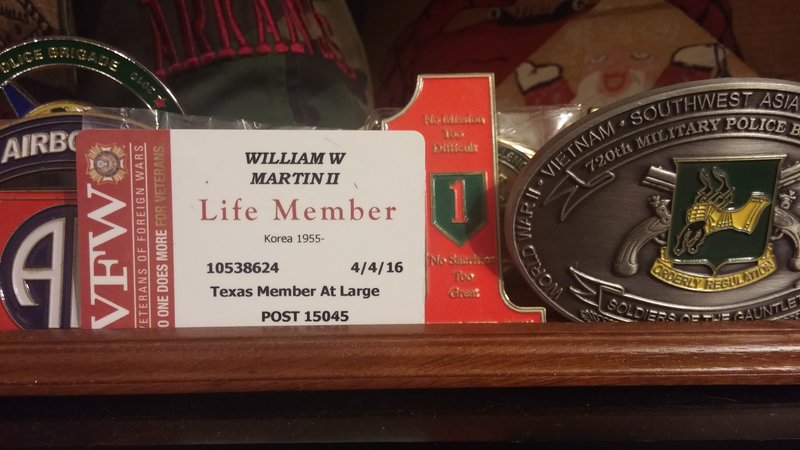 POLICE BRIGADE
AIRBO
VFW
VETERANS OF FOREIGN WARS
NO ONE DOES MORE FOR VETERANS.
WILLIAM W
MARTIN II
Life Member
Korea 1955-
10538624 4/4/16
Texas Member At Large
POST 15045
No Mission
Too
Difficult
1
No Sacrifice
Too
Great
WORLD WAR II • VIETNAM • SOUTHWEST ASIA
720th MILITARY POLICE B
ORDERLY REGULATION
SOLDIERS OF THE GAUNTLET